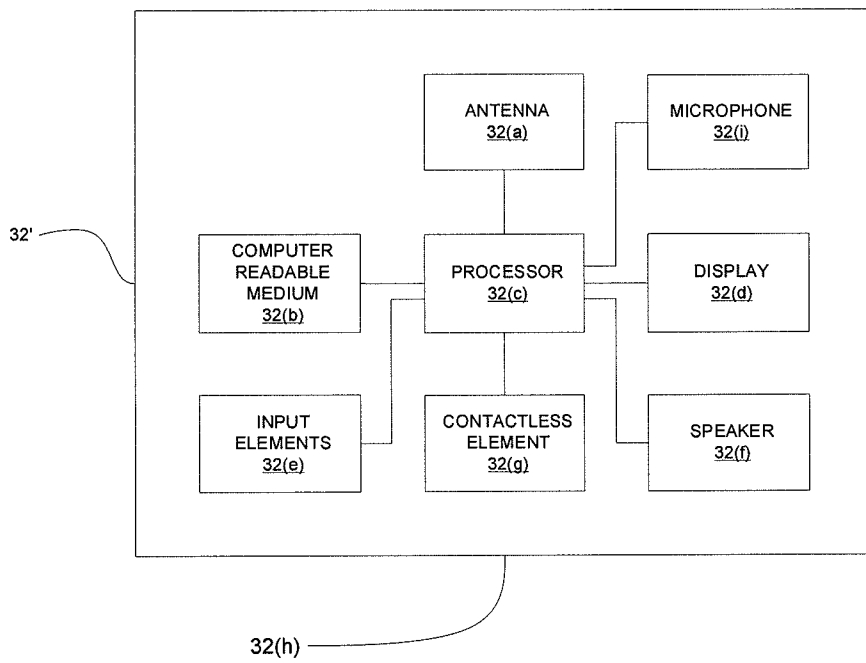 ANTENNA
32(a)
MICROPHONE
32(i)
32'
COMPUTER
READABLE
MEDIUM
32(b)
PROCESSOR
32(c)
DISPLAY
32(d)
INPUT
ELEMENTS
32(e)
CONTACTLESS
ELEMENT
32(g)
SPEAKER
32(f)
32(h)